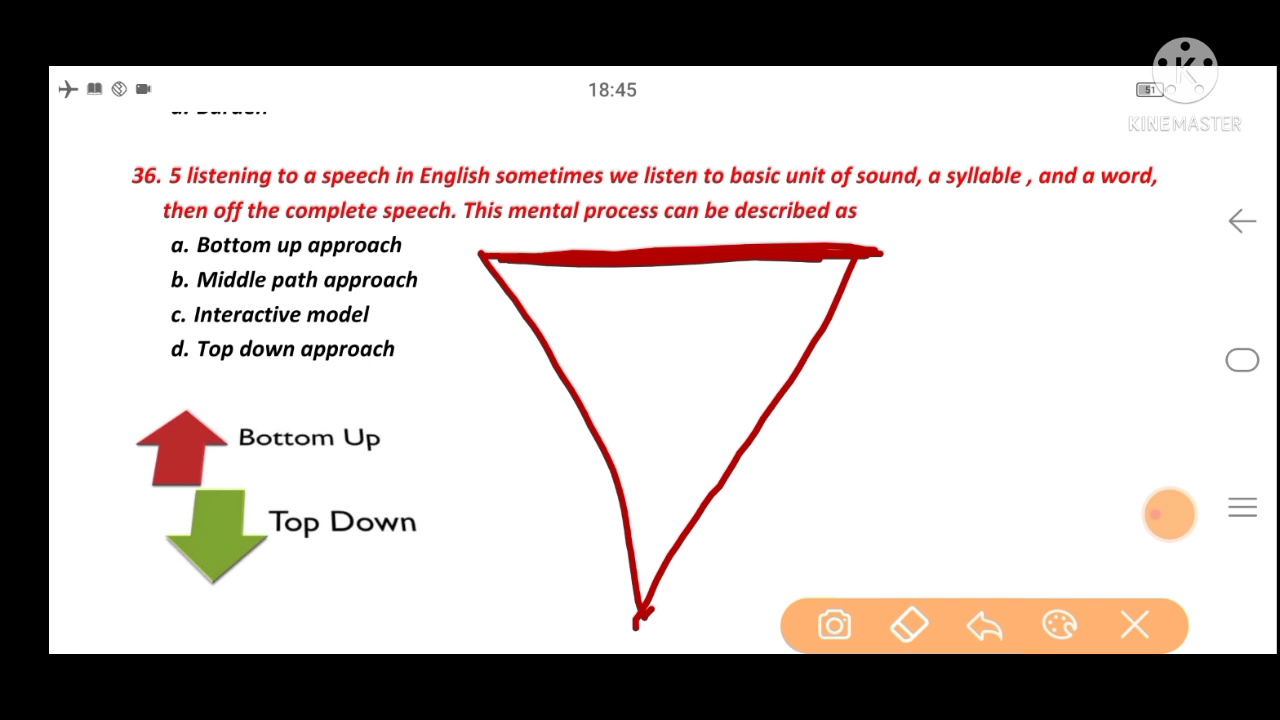 18:45
51
KINEMASTER
36. 5 listening to a speech in English sometimes we listen to basic unit of sound, a syllable , and a word,
then off the complete speech. This mental process can be described as
a. Bottom up approach
b. Middle path approach
c. Interactive model
d. Top down approach
Bottom Up
Top Down